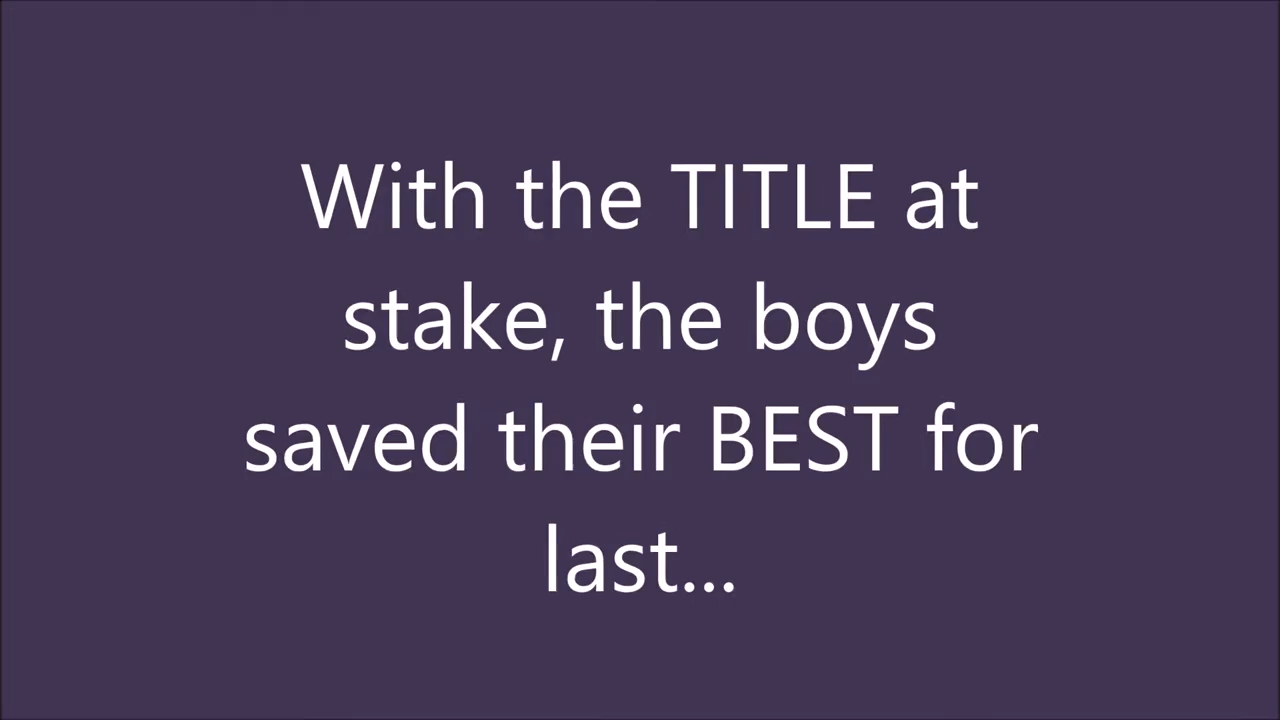 With the TITLE at
stake, the boys
saved their BEST for
last...